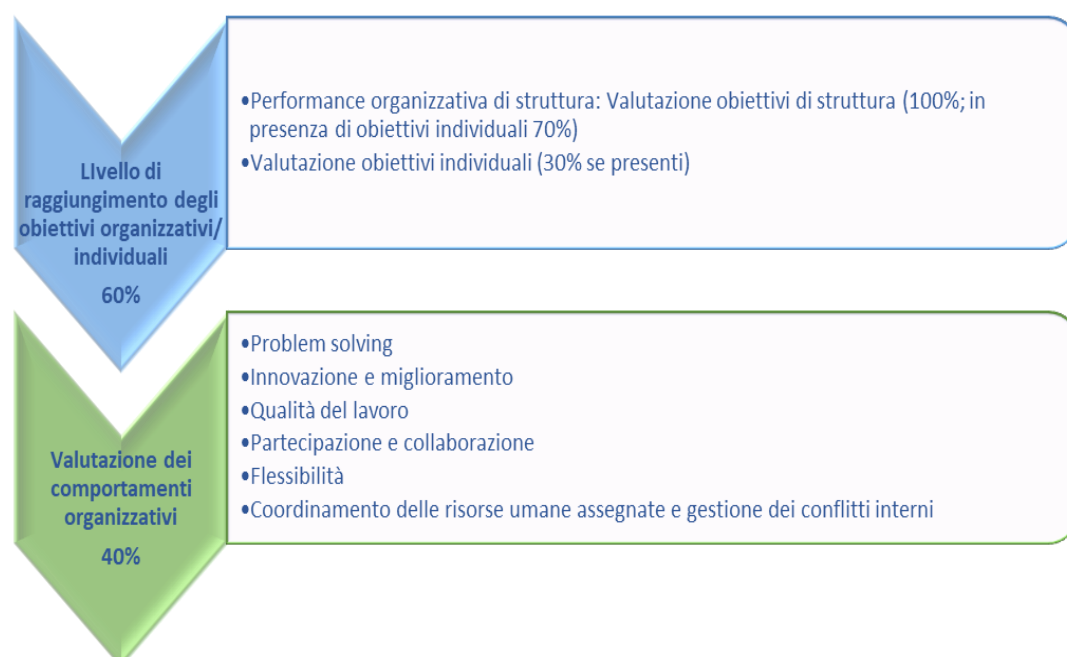 LIvello di
raggiungimento degli
obiettivi organizzativi/
individuali
60%
•Performance organizzativa di struttura: Valutazione obiettivi di struttura (100%; in
presenza di obiettivi individuali 70%)
•Valutazione obiettivi individuali (30% se presenti)
Valutazione dei
comportamenti
organizzativi
40%
•Problem solving
•Innovazione e miglioramento
•Qualità del lavoro
•Partecipazione e collaborazione
•Flessibilità
•Coordinamento delle risorse umane assegnate e gestione dei conflitti interni